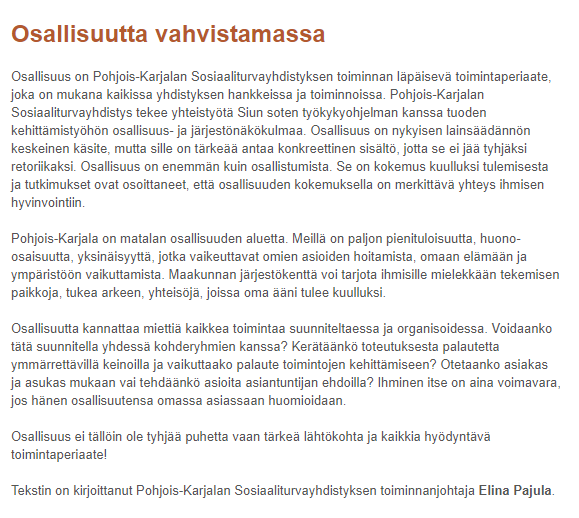 Osallisuutta vahvistamassa
Osallisuus on Pohjois-Karjalan Sosiaaliturvayhdistyksen toiminnan läpäisevä toimintaperiaate,
joka on mukana kaikissa yhdistyksen hankkeissa ja toiminnoissa. Pohjois-Karjalan
Sosiaaliturvayhdistys tekee yhteistyötä Siun soten työkykyohjelman kanssa tuoden
kehittämistyöhön osallisuus- ja järjestönäkökulmaa. Osallisuus on nykyisen lainsäädännön
keskeinen käsite, mutta sille on tärkeää antaa konkreettinen sisältö, jotta se ei jää tyhjäksi
retoriikaksi. Osallisuus on enemmän kuin osallistumista. Se on kokemus kuulluksi tulemisesta
ja tutkimukset ovat osoittaneet, että osallisuuden kokemuksella on merkittävä yhteys ihmisen
hyvinvointiin.
Pohjois-Karjala on matalan osallisuuden aluetta. Meillä on paljon pienituloisuutta, huono-
osaisuutta, yksinäisyyttä, jotka vaikeuttavat omien asioiden hoitamista, omaan elämään ja
ympäristöön vaikuttamista. Maakunnan järjestökenttä voi tarjota ihmisille mielekkään tekemisen
paikkoja, tukea arkeen, yhteisöjä, joissa oma ääni tulee kuulluksi.
Osallisuutta kannattaa miettiä kaikkea toimintaa suunniteltaessa ja organisoidessa. Voidaanko
tätä suunnitella yhdessä kohderyhmien kanssa? Kerätäänkö toteutuksesta palautetta
ymmärrettävillä keinoilla ja vaikuttaako palaute toimintojen kehittämiseen? Otetaanko asiakas
ja asukas mukaan vai tehdäänkö asioita asiantuntijan ehdoilla? Ihminen itse on aina voimavara,
jos hänen osallisuutensa omassa asiassaan huomioidaan.
Osallisuus ei tällöin ole tyhjää puhetta vaan tärkeä lähtökohta ja kaikkia hyödyntävä
toimintaperiaate!
Tekstin on kirjoittanut Pohjois-Karjalan Sosiaaliturvayhdistyksen toiminnanjohtaja Elina Pajula.